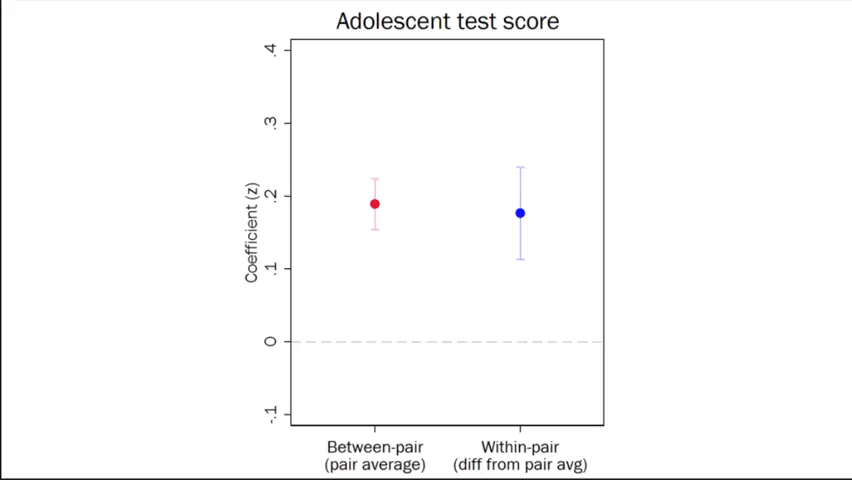 Adolescent test score
.4
.3
.2
.1
0
-.1
Coefficient (z)
Between-pair
(pair average)
Within-pair
(diff from pair avg)